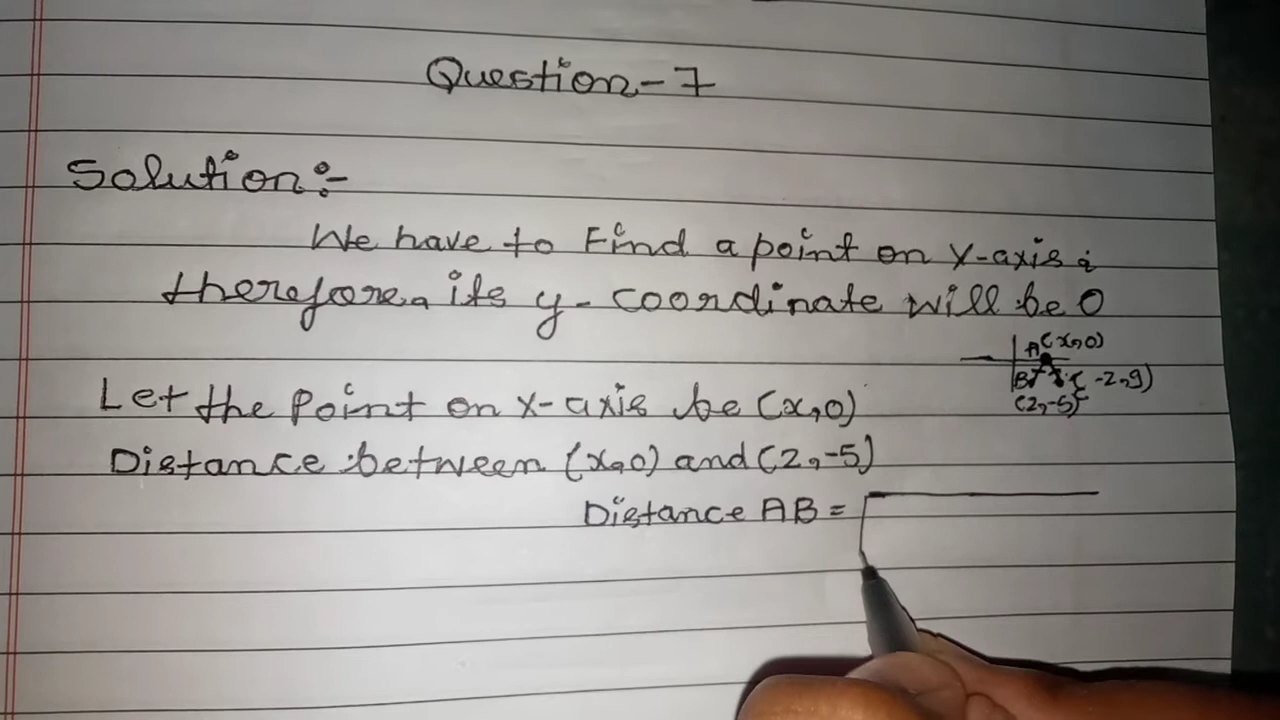 Question-7
Solution:-
We have to Find a point on X-axis;
therefore, its y-coordinate will be 0
A(x,0)
B
(-2,9)
(2,-5)
Let the Point on X-axis be (x,0)
Distance between (x,0) and (2,-5)
Distance AB =